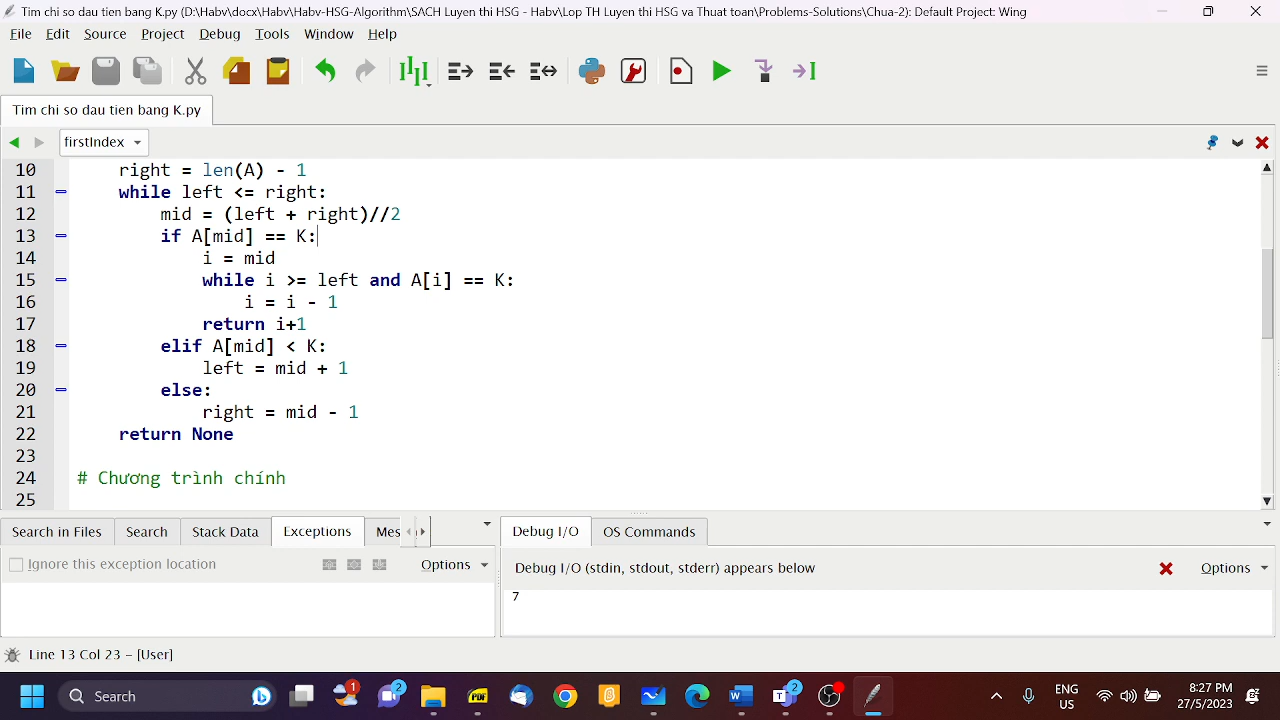 Tim chi so dau tien bang K.py (D:\Habv\docx\Habv\Habv-HSG-Algorithm\SACH Luyen thi HSG - Habv\Lop TH Luyen thi HSG va Thuat toan\Problems-Solutions\Chua-2): Default Project: Wing
File Edit Source Project Debug Tools Window Help
Tim chi so dau tien bang K.py
firstIndex
10 right = len(A) - 1
11 while left <= right:
12 mid = (left + right)//2
13 if A[mid] == K:
14 i = mid
15 while i >= left and A[i] == K:
16 i = i - 1
17 return i+1
18 elif A[mid] < K:
19 left = mid + 1
20 else:
21 right = mid - 1
22 return None
23
24 # Chương trình chính
25
Search in Files Search Stack Data Exceptions Mes Debug I/O OS Commands
Ignore this exception location Options Debug I/O (stdin, stdout, stderr) appears below Options
7
Line 13 Col 23 – [User]
Search 1 2 PDF 2 ENG 8:27 PM
US 27/5/2023